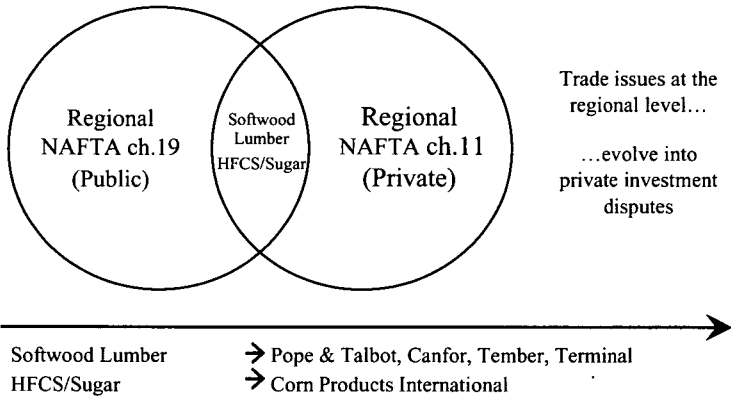 Regional
NAFTA ch.19
(Public)
Softwood
Lumber
HFCS/Sugar
Regional
NAFTA ch.11
(Private)
Trade issues at the
regional level…
…evolve into
private investment
disputes
Softwood Lumber → Pope & Talbot, Canfor, Tember, Terminal
HFCS/Sugar → Corn Products International